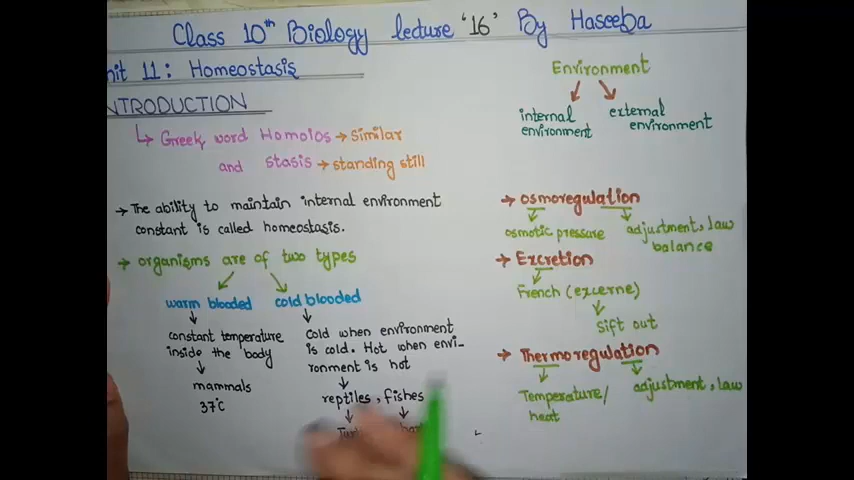 Class 10th Biology lecture '16' By Haseeba
nit 11: Homeostasis
NTRODUCTION
↳ Greek word Homoios → similar
and stasis → standing still
→ The ability to maintain internal environment
constant is called homeostasis.
→ organisms are of two types
warm blooded cold blooded
constant temperature
inside the body
mammals
37°C
Cold when environment
is cold. Hot when envi-
ronment is hot
reptiles, fishes
Environment
internal
environment
external
environment
→ osmoregulation
osmotic pressure
adjustment, law
balance
→ Excretion
French (excerne)
Sift out
→ Thermoregulation
Temperature/
heat
adjustment, law